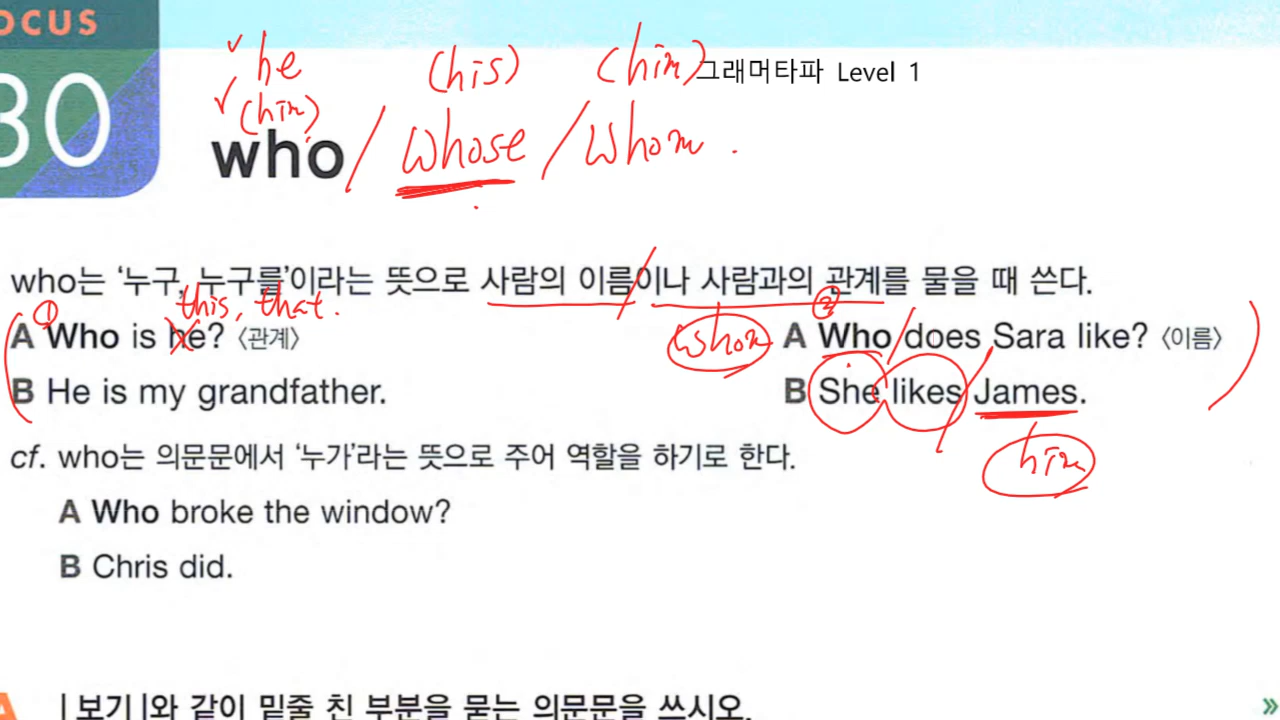 OCUS
30
he (his) (him)
그래머타파 Level 1
(him)
who / whose / whom.
who는 '누구, 누구를'이라는 뜻으로 사람의 이름이나 사람과의 관계를 물을 때 쓴다.
this, that.
① A Who is he? 〈관계〉
B He is my grandfather.
whom ② A Who does Sara like? 〈이름〉
B She likes James.
him
cf. who는 의문문에서 '누가'라는 뜻으로 주어 역할을 하기로 한다.
A Who broke the window?
B Chris did.
A |보기|와 같이 밑줄 친 부분을 묻는 의문문을 쓰시오.
»